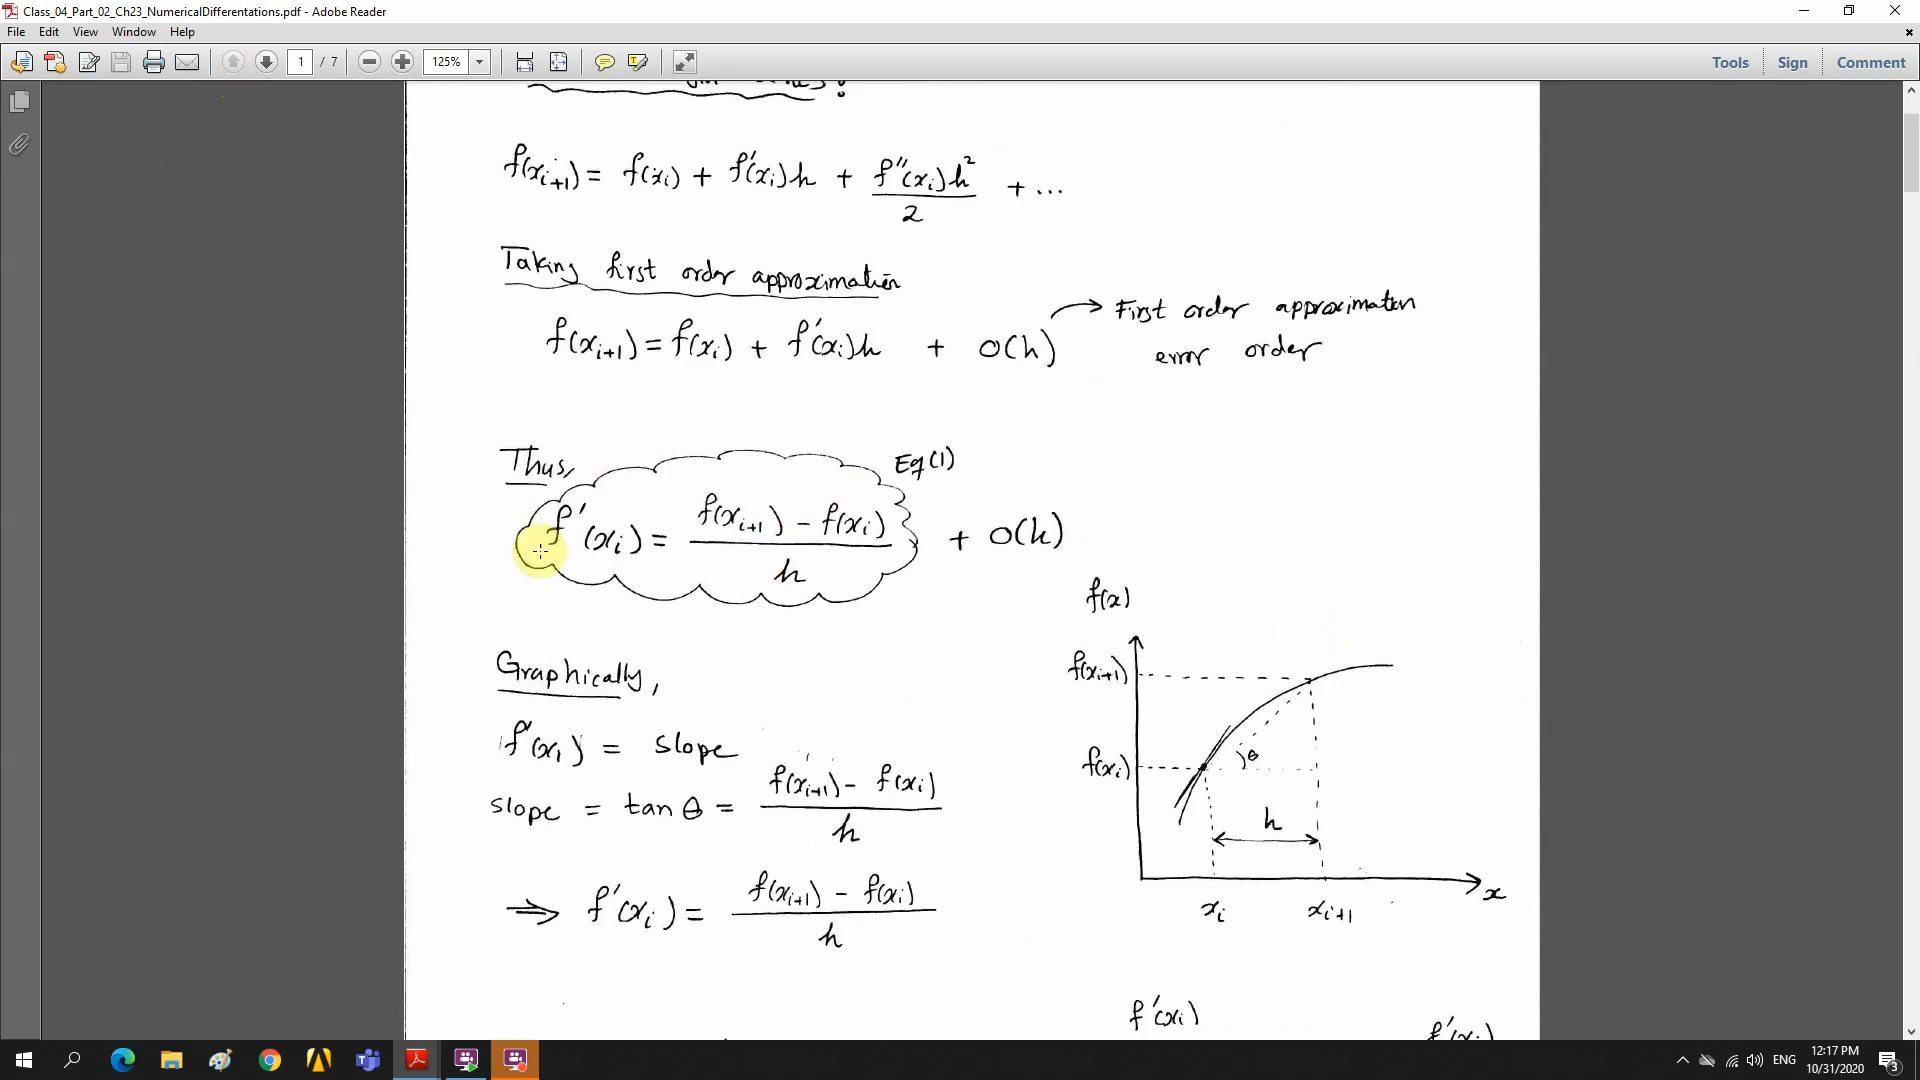 Class_04_Part_02_Ch23_NumericalDifferentations.pdf - Adobe Reader
File Edit View Window Help
1 / 7 125% Tools Sign Comment
f(xᵢ₊₁) = f(xᵢ) + f'(xᵢ)h + f''(xᵢ)h² / 2 + ...
Taking first order approximation
f(xᵢ₊₁) = f(xᵢ) + f'(xᵢ)h + O(h) → First order approximation
error order
Thus,
Eq(1)
f'(xᵢ) = f(xᵢ₊₁) - f(xᵢ) / h + O(h)
f(x)
f(xᵢ₊₁)
f(xᵢ)
θ
h
xᵢ xᵢ₊₁ x
Graphically,
f'(xᵢ) = slope
slope = tan θ = f(xᵢ₊₁) - f(xᵢ) / h
⇒ f'(xᵢ) = f(xᵢ₊₁) - f(xᵢ) / h
f'(xᵢ)
f'(xᵢ)
ENG 12:17 PM
10/31/2020 3